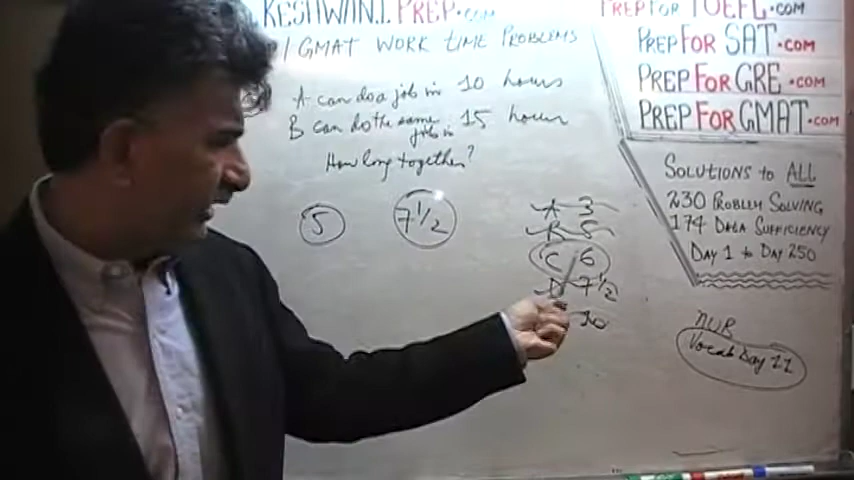 KESHWANI PREP.COM
PREP FOR TOEFL.COM
GMAT WORK TIME PROBLEMS
PREP FOR SAT.COM
PREP FOR GRE.COM
PREP FOR GMAT.COM
A can do a job in 10 hours
B can do the same job in 15 hours
How long together?
SOLUTIONS TO ALL
230 PROBLEM SOLVING
174 DATA SUFFICIENCY
DAY 1 TO DAY 250
5
7 1/2
A 3
B 5
C 6
D 7 1/2
10
Vocab Day 11